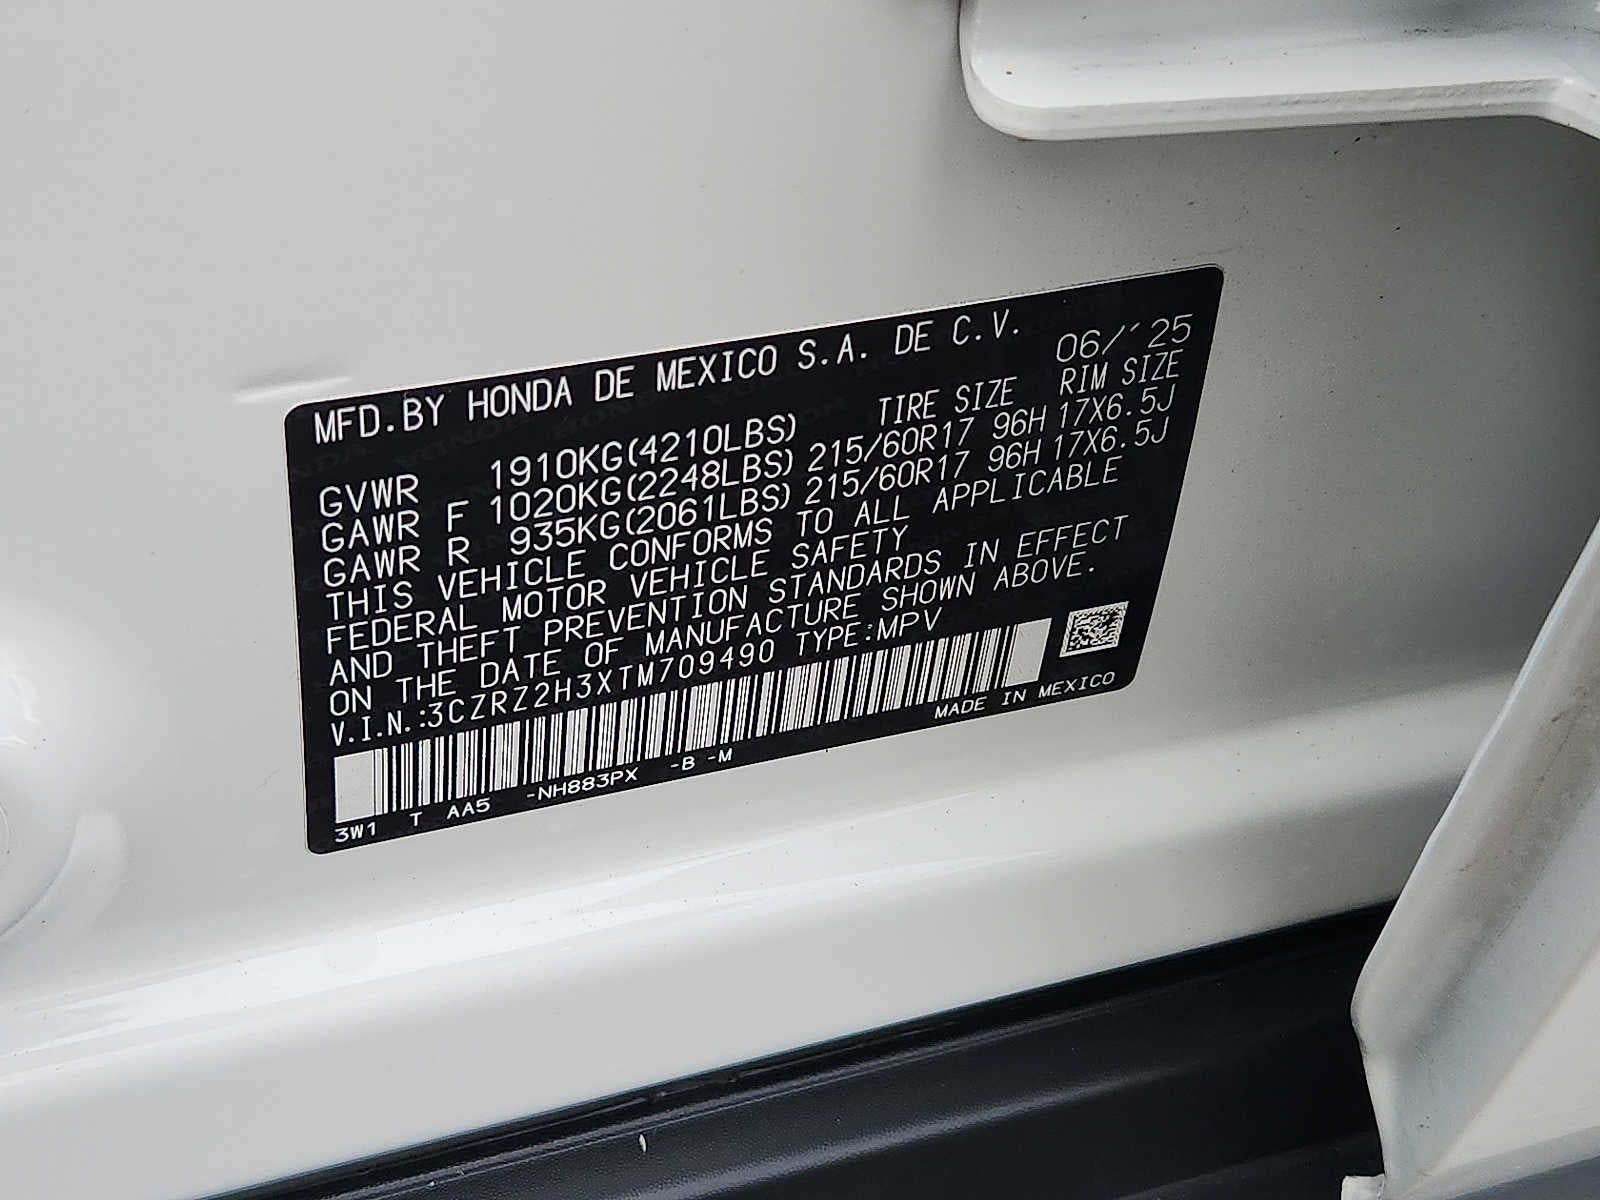 MFD.BY HONDA DE MEXICO S.A. DE C.V. 06/'25
GVWR 1910KG(4210LBS) TIRE SIZE RIM SIZE
GAWR F 1020KG(2248LBS) 215/60R17 96H 17X6.5J
GAWR R 935KG(2061LBS) 215/60R17 96H 17X6.5J
THIS VEHICLE CONFORMS TO ALL APPLICABLE
FEDERAL MOTOR VEHICLE SAFETY
AND THEFT PREVENTION STANDARDS IN EFFECT
ON THE DATE OF MANUFACTURE SHOWN ABOVE.
V.I.N.:3CZRZ2H3XTM709490 TYPE:MPV
MADE IN MEXICO
3W1 T AA5 -NH883PX -B -M